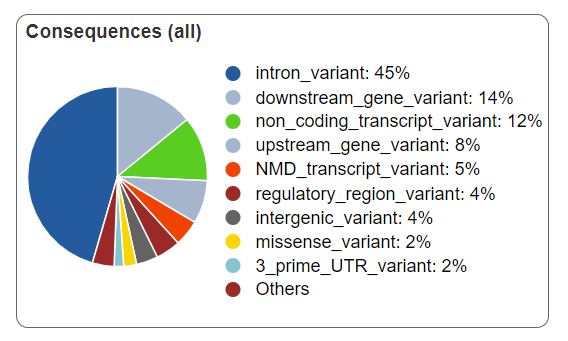 Consequences (all)
intron_variant: 45%
downstream_gene_variant: 14%
non_coding_transcript_variant: 12%
upstream_gene_variant: 8%
NMD_transcript_variant: 5%
regulatory_region_variant: 4%
intergenic_variant: 4%
missense_variant: 2%
3_prime_UTR_variant: 2%
Others